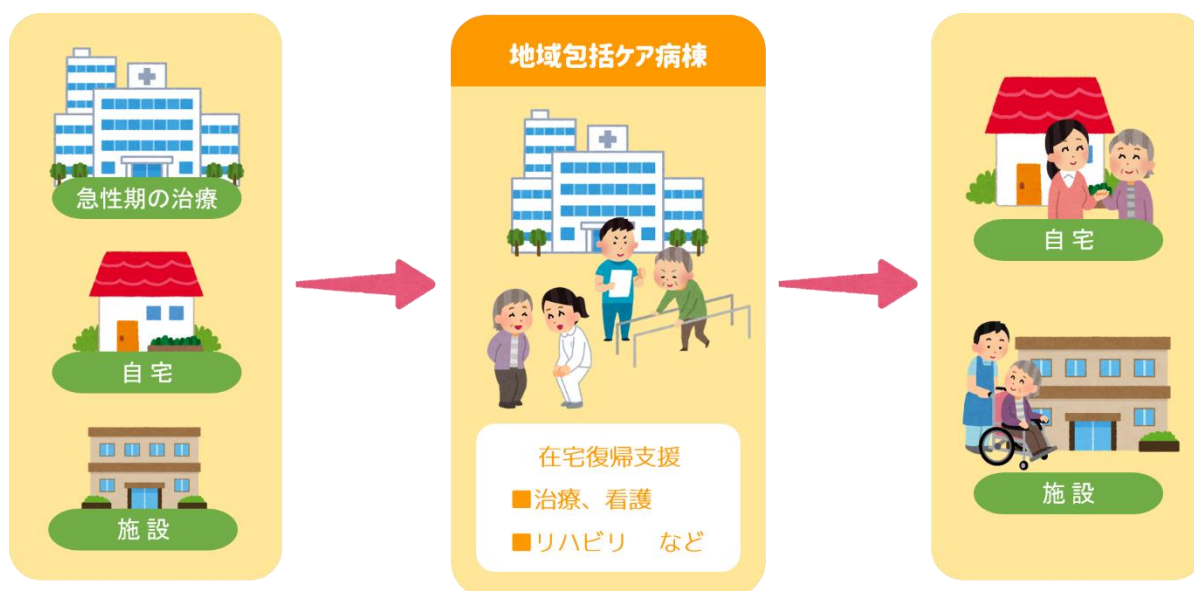 急性期の治療
自宅
施設
地域包括ケア病棟
在宅復帰支援
■治療、看護
■リハビリ　など
自宅
施設